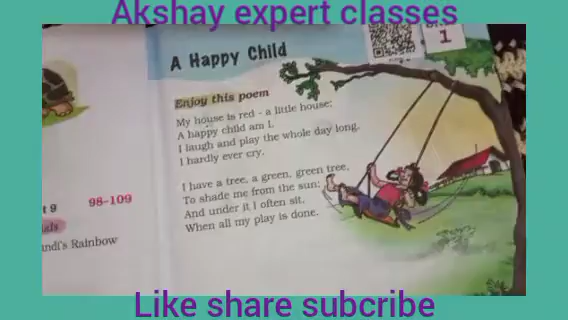 Akshay expert classes
1
A Happy Child
Enjoy this poem
My house is red - a little house;
A happy child am I.
I laugh and play the whole day long.
I hardly ever cry.
I have a tree, a green, green tree,
To shade me from the sun;
And under it I often sit,
When all my play is done.
t 9
98-109
ndi's Rainbow
Like share subcribe